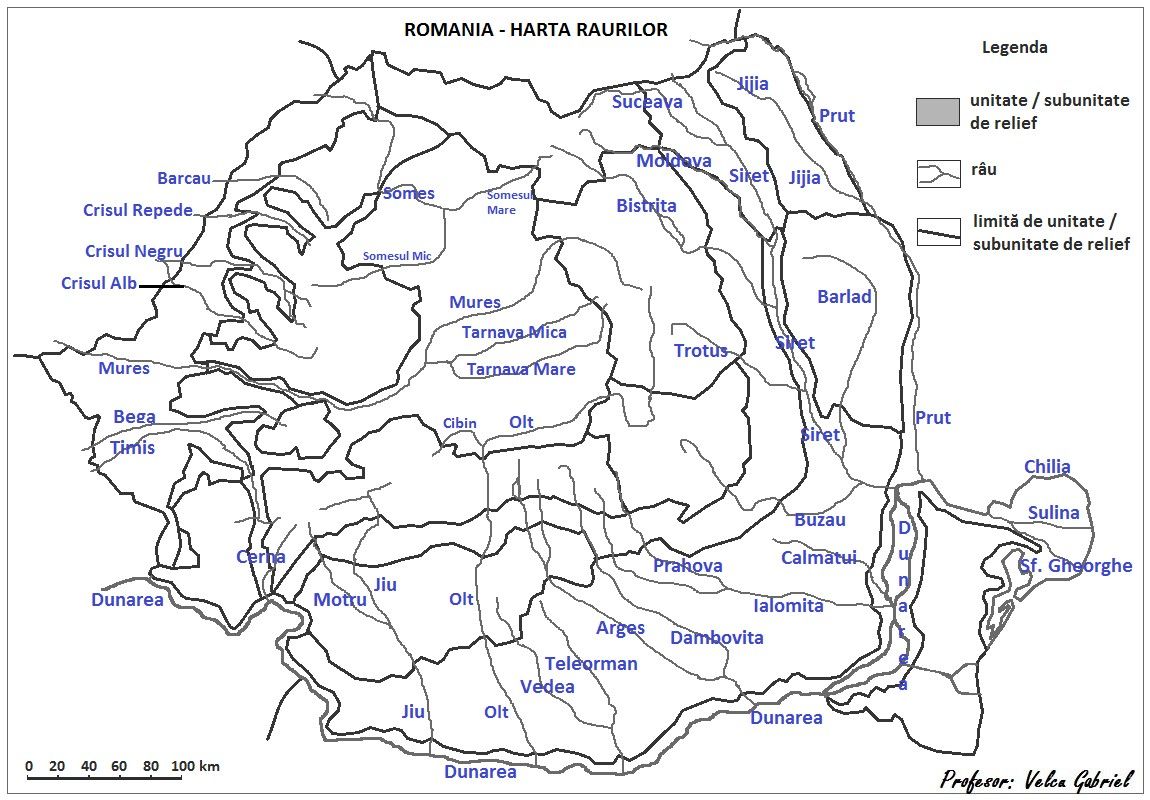 ROMANIA - HARTA RAURILOR
Legenda
unitate / subunitate
de relief
râu
limită de unitate /
subunitate de relief
Jijia
Suceava
Prut
Moldova
Siret
Jijia
Barcau
Somes
Somesul
Mare
Bistrita
Crisul Repede
Crisul Negru
Somesul Mic
Crisul Alb
Mures
Barlad
Tarnava Mica
Siret
Trotus
Mures
Tarnava Mare
Bega
Cibin
Olt
Prut
Timis
Siret
Chilia
Sulina
Buzau
Dunarea
Cerna
Calmatui
Prahova
Sf. Gheorghe
Jiu
Dunarea
Motru
Olt
Ialomita
Arges
Dambovita
Teleorman
Vedea
Jiu
Olt
Dunarea
Dunarea
0 20 40 60 80 100 km
Profesor: Velca Gabriel